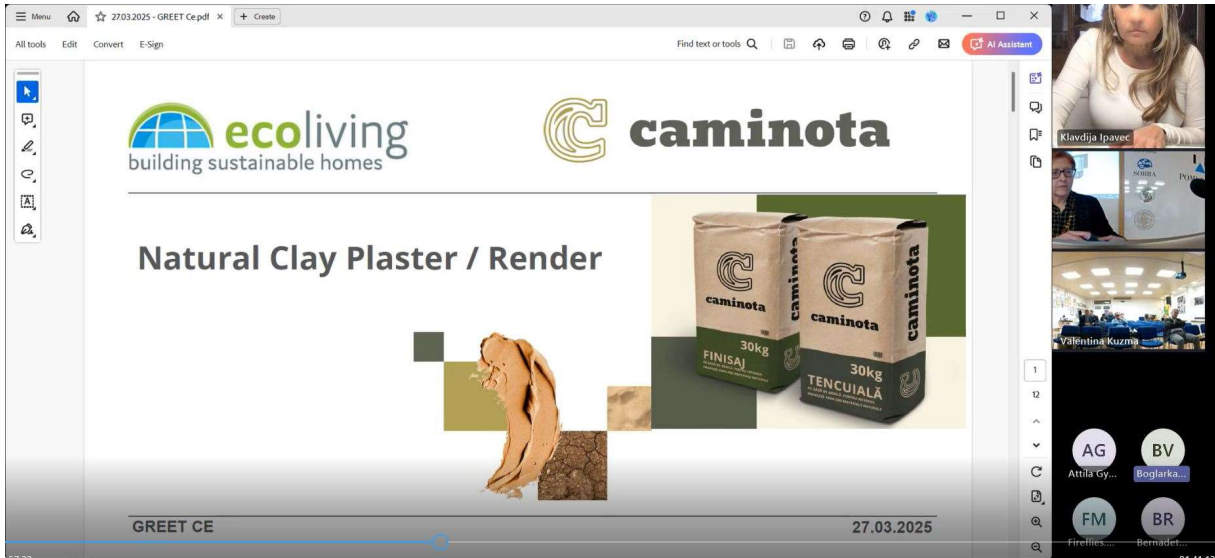 Menu
27.03.2025 - GREET Ce.pdf
Create
All tools
Edit
Convert
E-Sign
Find text or tools
AI Assistant
ecoliving
building sustainable homes
caminota
Natural Clay Plaster / Render
caminota
caminota
30kg
FINISAJ
caminota
caminota
30kg
TENCUIALĂ
GREET CE
27.03.2025
1
12
Klavdija Ipavec
SOBRA
Valentina Kuzma
AG
Attila Gy...
BV
Boglarka...
FM
Fireflies...
BR
Bernadet...